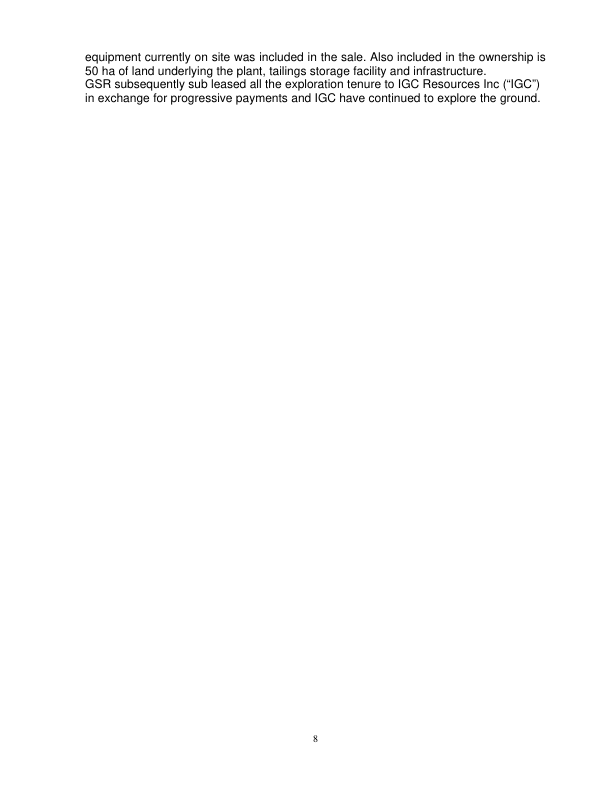 equipment currently on site was included in the sale. Also included in the ownership is
50 ha of land underlying the plant, tailings storage facility and infrastructure.
GSR subsequently sub leased all the exploration tenure to IGC Resources Inc (“IGC”)
in exchange for progressive payments and IGC have continued to explore the ground.
8